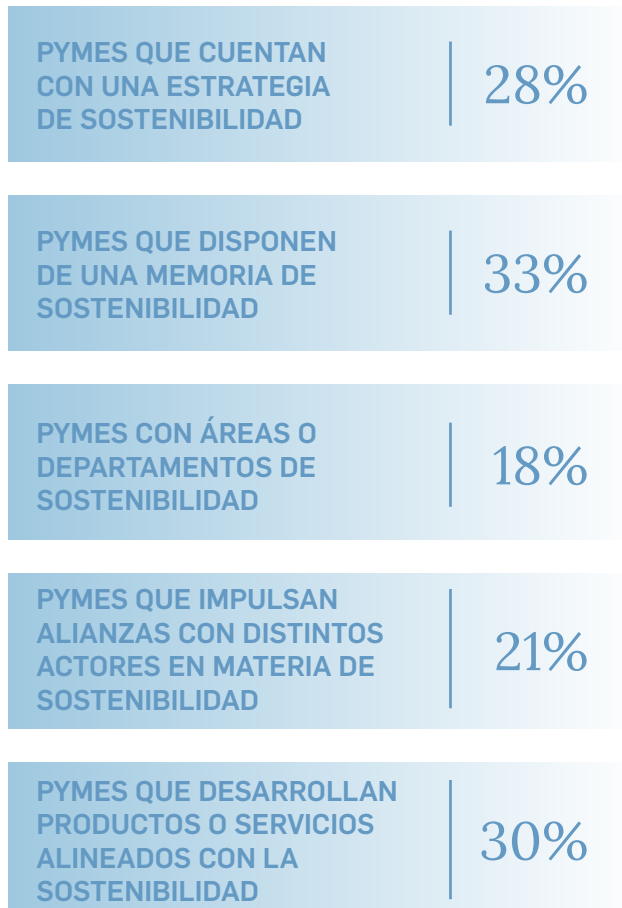 PYMES QUE CUENTAN
CON UNA ESTRATEGIA
DE SOSTENIBILIDAD
28%
PYMES QUE DISPONEN
DE UNA MEMORIA DE
SOSTENIBILIDAD
33%
PYMES CON ÁREAS O
DEPARTAMENTOS DE
SOSTENIBILIDAD
18%
PYMES QUE IMPULSAN
ALIANZAS CON DISTINTOS
ACTORES EN MATERIA DE
SOSTENIBILIDAD
21%
PYMES QUE DESARROLLAN
PRODUCTOS O SERVICIOS
ALINEADOS CON LA
SOSTENIBILIDAD
30%